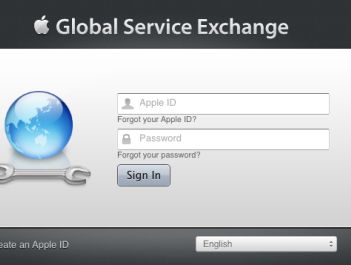 Global Service Exchange
Apple ID
Forgot your Apple ID?
Password
Forgot your password?
Sign In
eate an Apple ID
English